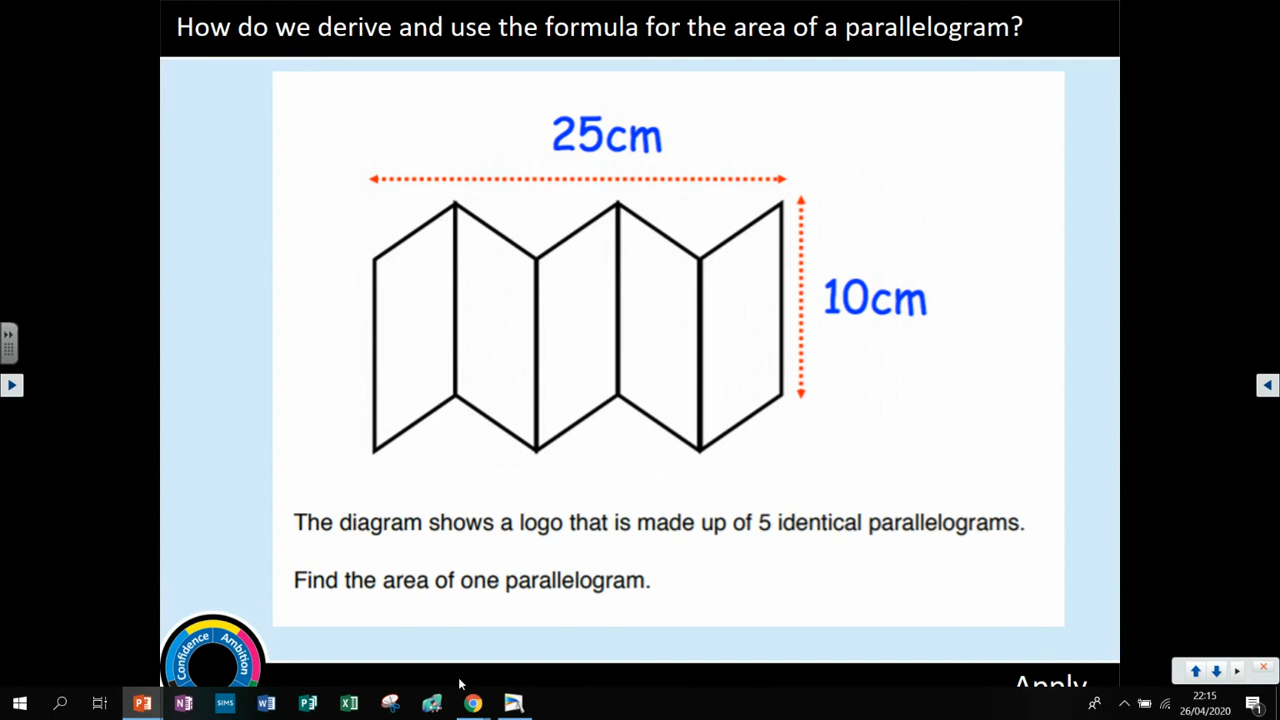 How do we derive and use the formula for the area of a parallelogram?
25cm
10cm
The diagram shows a logo that is made up of 5 identical parallelograms.
Find the area of one parallelogram.
Confidence
Ambition
Apply
SIMS
22:15
26/04/2020
1